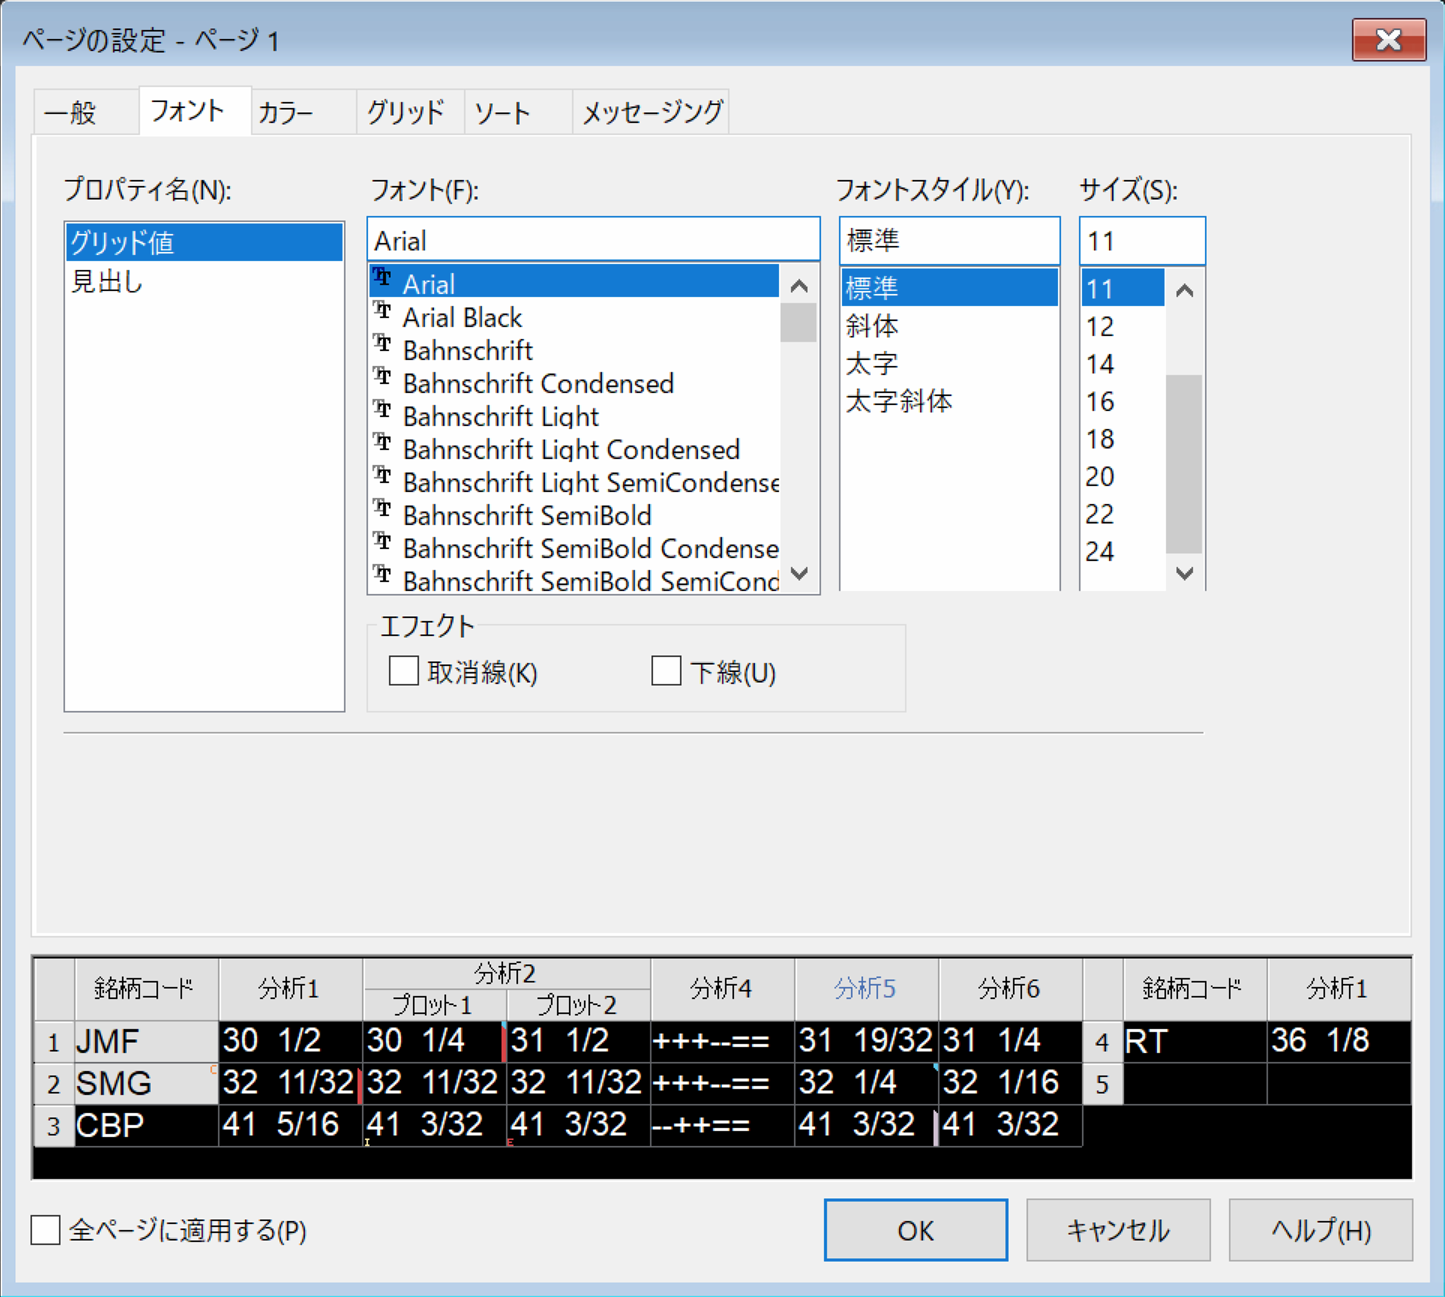 ページの設定 - ページ 1
一般 フォント カラー グリッド ソート メッセージング
プロパティ名(N):
グリッド値
見出し
フォント(F):
Arial
Arial
Arial Black
Bahnschrift
Bahnschrift Condensed
Bahnschrift Light
Bahnschrift Light Condensed
Bahnschrift Light SemiCondense
Bahnschrift SemiBold
Bahnschrift SemiBold Condense
Bahnschrift SemiBold SemiCond
フォントスタイル(Y):
標準
標準
斜体
太字
太字斜体
サイズ(S):
11
11
12
14
16
18
20
22
24
エフェクト
取消線(K) 下線(U)
銘柄コード 分析1 分析2 分析4 分析5 分析6 銘柄コード 分析1
プロット1 プロット2
1 JMF 30 1/2 30 1/4 31 1/2 +++--== 31 19/32 31 1/4 4 RT 36 1/8
2 SMG C 32 11/32 32 11/32 32 11/32 +++--== 32 1/4 32 1/16 5
3 CBP 41 5/16 41 3/32 41 3/32 --++== 41 3/32 41 3/32
I E
全ページに適用する(P)
OK キャンセル ヘルプ(H)